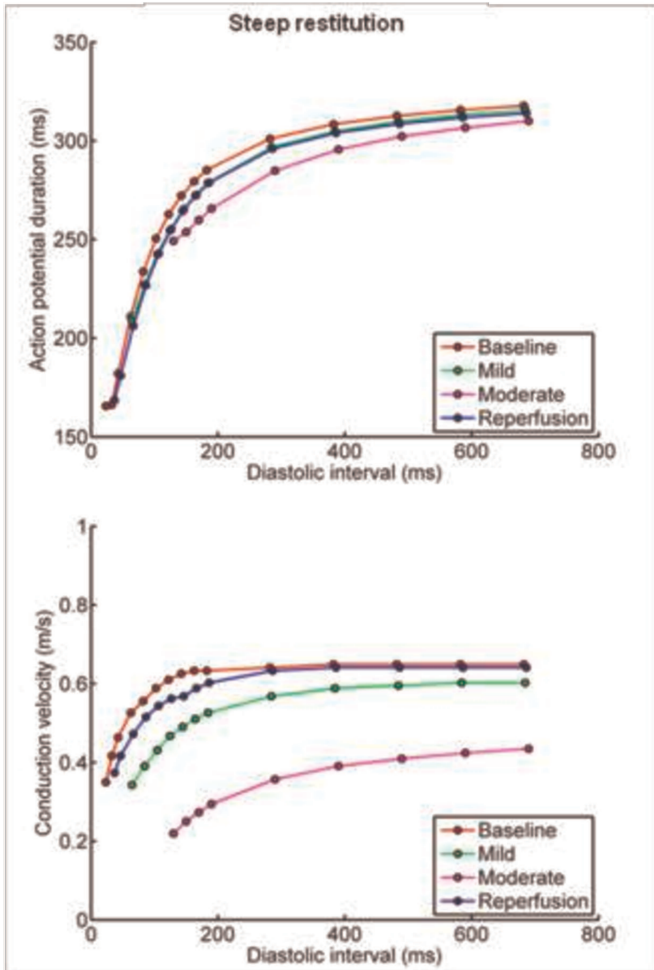 Steep restitution
350
300
250
200
150
Action potential duration (ms)
Baseline
Mild
Moderate
Reperfusion
200
400
600
800
Diastolic interval (ms)
1
0.8
0.6
0.4
0.2
0
Conduction velocity (m/s)
Baseline
Mild
Moderate
Reperfusion
0
200
400
600
800
Diastolic interval (ms)